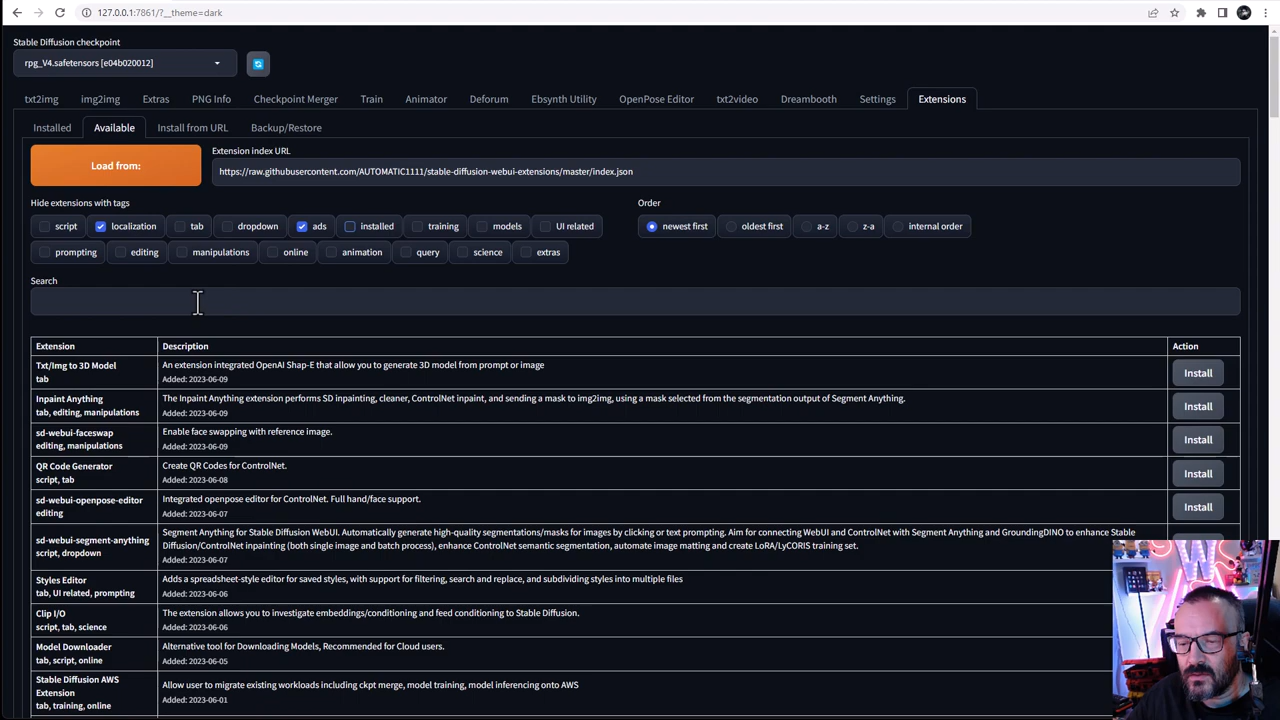 127.0.0.1:7861/?__theme=dark
Stable Diffusion checkpoint
rpg_V4.safetensors [e04b020012]
txt2img img2img Extras PNG Info Checkpoint Merger Train Animator Deforum Ebsynth Utility OpenPose Editor txt2video Dreambooth Settings Extensions
Installed Available Install from URL Backup/Restore
Load from:
Extension index URL
https://raw.githubusercontent.com/AUTOMATIC1111/stable-diffusion-webui-extensions/master/index.json
Hide extensions with tags
Order
script localization tab dropdown ads installed training models UI related
newest first oldest first a-z z-a internal order
prompting editing manipulations online animation query science extras
Search
Extension Description Action
Txt/Img to 3D Model An extension integrated OpenAI Shap-E that allow you to generate 3D model from prompt or image Install
tab Added: 2023-06-09
Inpaint Anything The Inpaint Anything extension performs SD inpainting, cleaner, ControlNet inpaint, and sending a mask to img2img, using a mask selected from the segmentation output of Segment Anything. Install
tab, editing, manipulations Added: 2023-06-09
sd-webui-faceswap Enable face swapping with reference image. Install
editing, manipulations Added: 2023-06-09
QR Code Generator Create QR Codes for ControlNet. Install
script, tab Added: 2023-06-08
sd-webui-openpose-editor Integrated openpose editor for ControlNet. Full hand/face support. Install
editing Added: 2023-06-07
sd-webui-segment-anything Segment Anything for Stable Diffusion WebUI. Automatically generate high-quality segmentations/masks for images by clicking or text prompting. Aim for connecting WebUI and ControlNet with Segment Anything and GroundingDINO to enhance Stable
script, dropdown Diffusion/ControlNet inpainting (both single image and batch process), enhance ControlNet semantic segmentation, automate image matting and create LoRA/LyCORIS training set.
Added: 2023-06-07
Styles Editor Adds a spreadsheet-style editor for saved styles, with support for filtering, search and replace, and subdividing styles into multiple files
tab, UI related, prompting Added: 2023-06-06
Clip I/O The extension allows you to investigate embeddings/conditioning and feed conditioning to Stable Diffusion.
script, tab, science Added: 2023-06-06
Model Downloader Alternative tool for Downloading Models, Recommended for Cloud users.
tab, script, online Added: 2023-06-05
Stable Diffusion AWS Allow user to migrate existing workloads including ckpt merge, model training, model inferencing onto AWS
Extension Added: 2023-06-01
tab, training, online